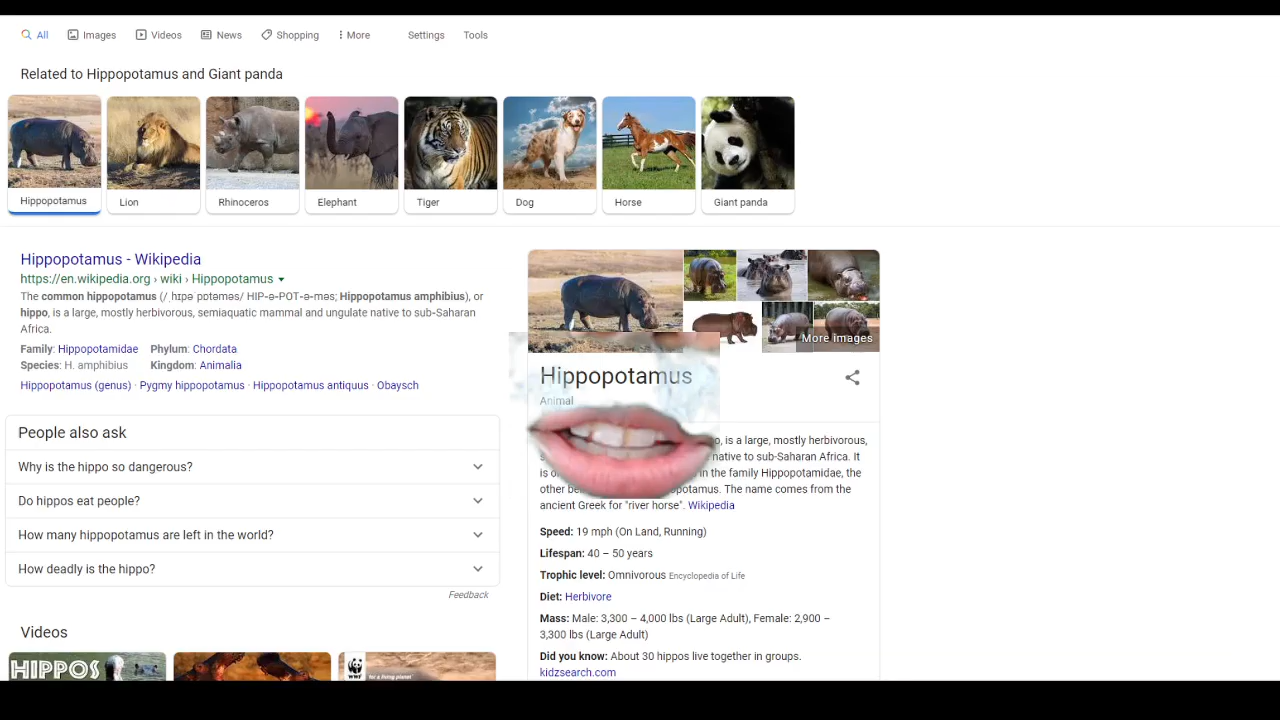 All
Images
Videos
News
Shopping
More
Settings
Tools
Related to Hippopotamus and Giant panda
Hippopotamus
Lion
Rhinoceros
Elephant
Tiger
Dog
Horse
Giant panda
Hippopotamus - Wikipedia
https://en.wikipedia.org › wiki › Hippopotamus
The common hippopotamus (/ˌhɪpəˈpɒtəməs/ HIP-ə-POT-ə-məs; Hippopotamus amphibius), or
hippo, is a large, mostly herbivorous, semiaquatic mammal and ungulate native to sub-Saharan
Africa.
Family: Hippopotamidae Phylum: Chordata
Species: H. amphibius Kingdom: Animalia
Hippopotamus (genus) · Pygmy hippopotamus · Hippopotamus antiquus · Obaysch
People also ask
Why is the hippo so dangerous?
Do hippos eat people?
How many hippopotamus are left in the world?
How deadly is the hippo?
Feedback
Videos
HIPPOS
WWF
for a living planet
More images
Hippopotamus
Animal
is a large, mostly herbivorous,
native to sub-Saharan Africa. It
in the family Hippopotamidae, the
other The name comes from the
ancient Greek for "river horse". Wikipedia
Speed: 19 mph (On Land, Running)
Lifespan: 40 – 50 years
Trophic level: Omnivorous Encyclopedia of Life
Diet: Herbivore
Mass: Male: 3,300 – 4,000 lbs (Large Adult), Female: 2,900 –
3,300 lbs (Large Adult)
Did you know: About 30 hippos live together in groups.
kidzsearch.com